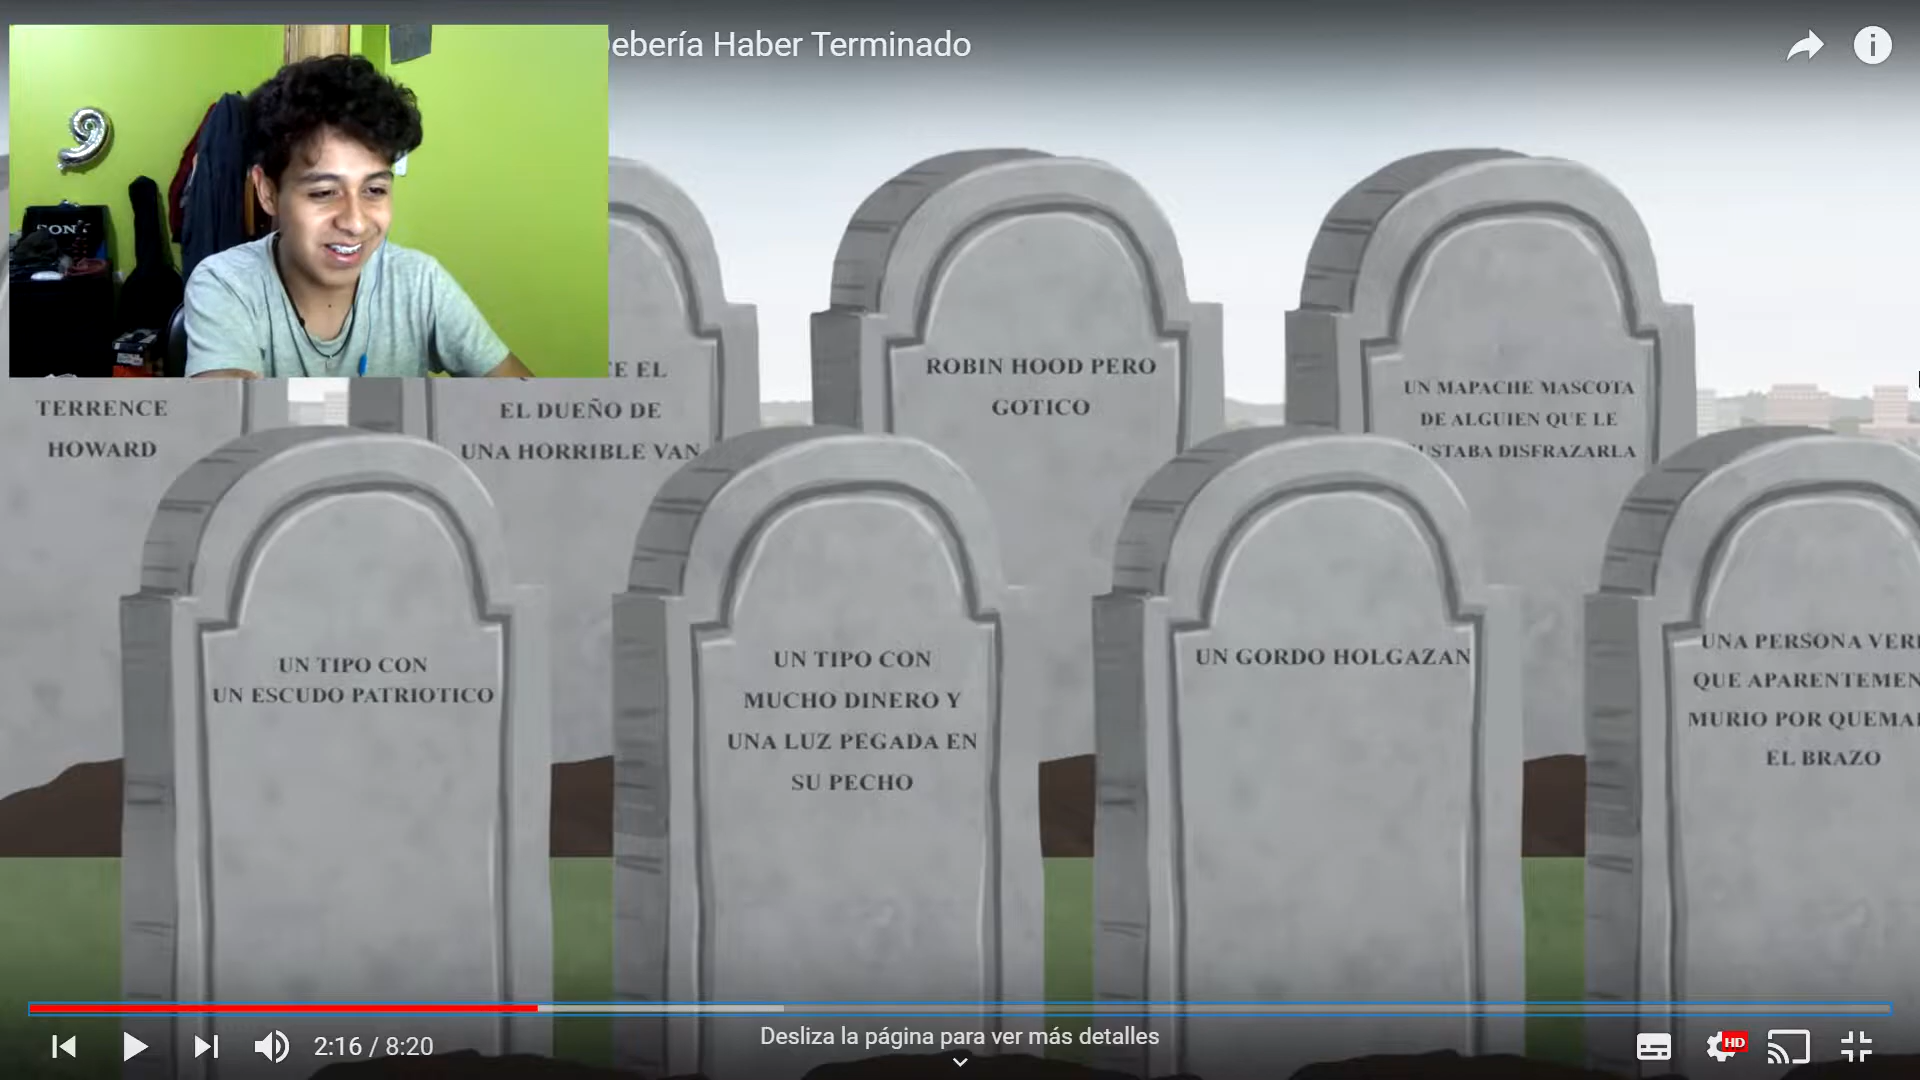 ebería Haber Terminado
9
TERRENCE
HOWARD
EL
EL DUEÑO DE
UNA HORRIBLE VAN
ROBIN HOOD PERO
GOTICO
UN MAPACHE MASCOTA
DE ALGUIEN QUE LE
USTABA DISFRAZARLA
UN TIPO CON
UN ESCUDO PATRIOTICO
UN TIPO CON
MUCHO DINERO Y
UNA LUZ PEGADA EN
SU PECHO
UN GORDO HOLGAZAN
UNA PERSONA VER
QUE APARENTEMEN
MURIO POR QUEMA
EL BRAZO
2:16 / 8:20
Desliza la página para ver más detalles
HD